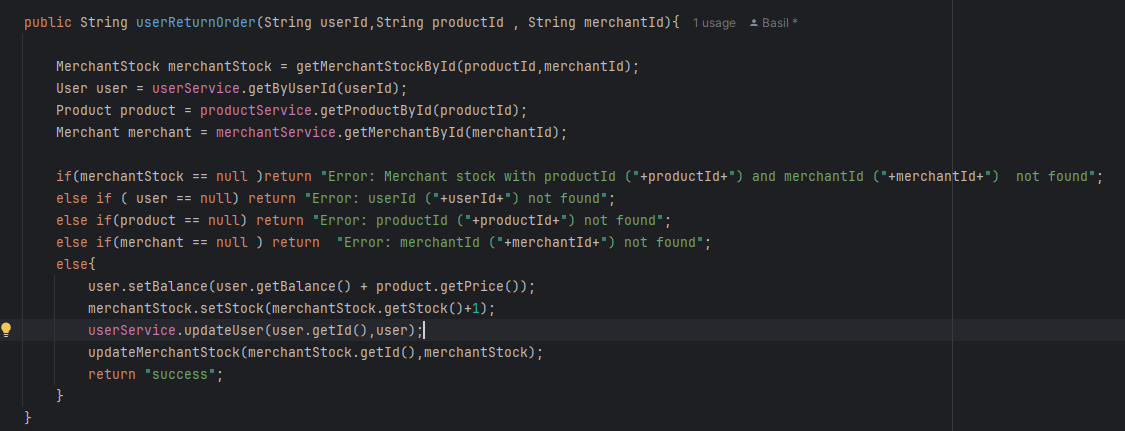 public String userReturnOrder(String userId,String productId , String merchantId){ 1 usage Basil *
MerchantStock merchantStock = getMerchantStockById(productId,merchantId);
User user = userService.getByUserId(userId);
Product product = productService.getProductById(productId);
Merchant merchant = merchantService.getMerchantById(merchantId);
if(merchantStock == null )return "Error: Merchant stock with productId ("+productId+") and merchantId ("+merchantId+")  not found";
else if ( user == null) return "Error: userId ("+userId+") not found";
else if(product == null) return "Error: productId ("+productId+") not found";
else if(merchant == null ) return  "Error: merchantId ("+merchantId+") not found";
else{
user.setBalance(user.getBalance() + product.getPrice());
merchantStock.setStock(merchantStock.getStock()+1);
userService.updateUser(user.getId(),user);
updateMerchantStock(merchantStock.getId(),merchantStock);
return "success";
}
}